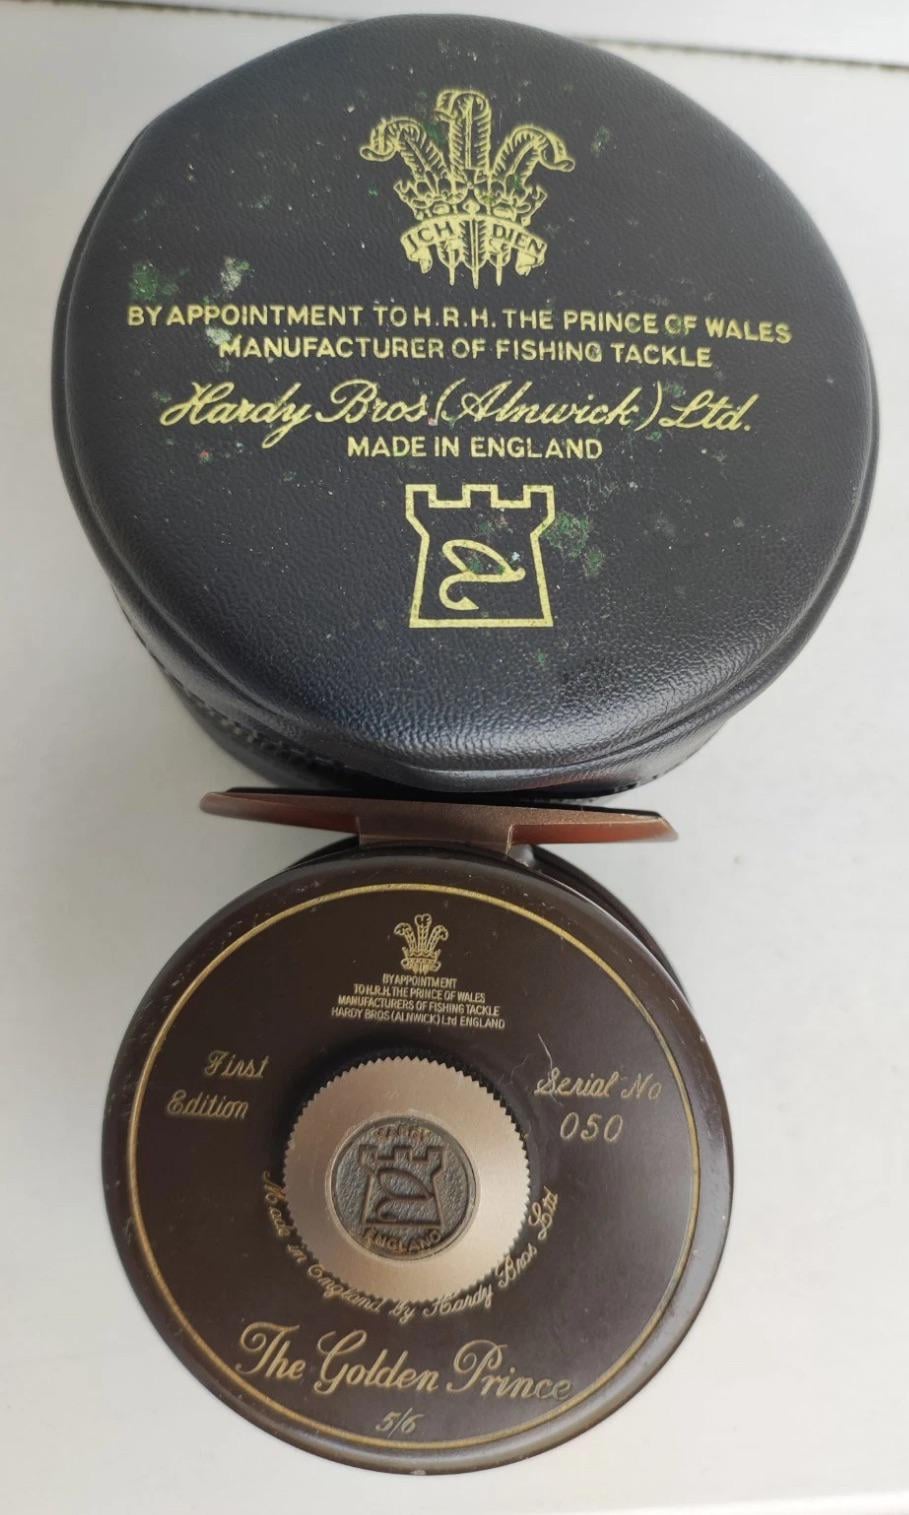 ICH DIEN
BY APPOINTMENT TO H.R.H. THE PRINCE OF WALES
MANUFACTURER OF FISHING TACKLE
Hardy Bros (Alnwick) Ltd.
MADE IN ENGLAND
BY APPOINTMENT
TO H.R.H. THE PRINCE OF WALES
MANUFACTURERS OF FISHING TACKLE
HARDY BROS (ALNWICK) Ltd ENGLAND
First
Edition
Serial No
050
HARDY
ENGLAND
Made in England by Hardy Bros Ltd
The Golden Prince
5/6